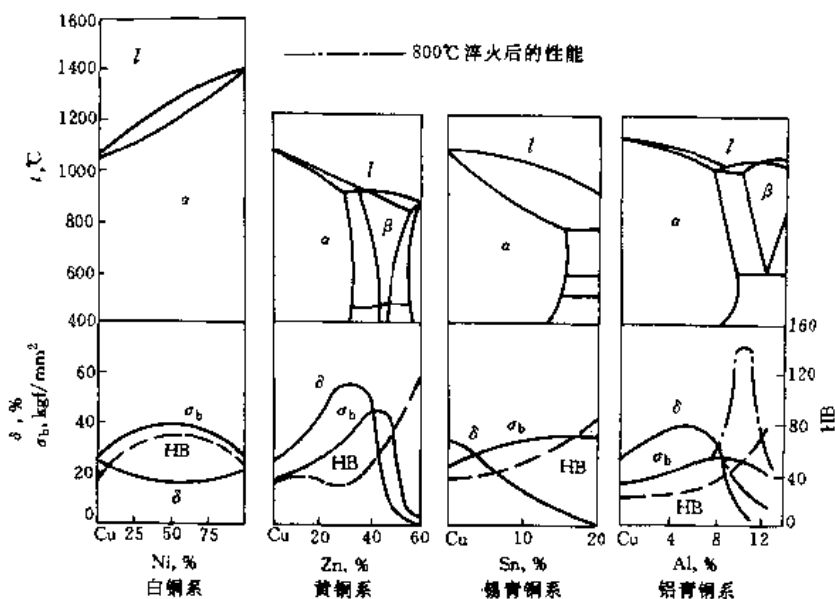 1600
1400
1200
1000
800
600
400
t,℃
l
α
800℃淬火后的性能
l
α
β
l
α
l
α
β
60
40
20
0
δ, %
σb, kgf/mm²
σb
HB
δ
δ
σb
HB
δ
σb
HB
δ
σb
HB
160
120
80
40
0
HB
Cu 25 50 75
Ni, %
白铜系
Cu 20 40 60
Zn, %
黄铜系
Cu 20
Sn, %
锡青铜系
Cu 4 8 12
Al, %
铝青铜系